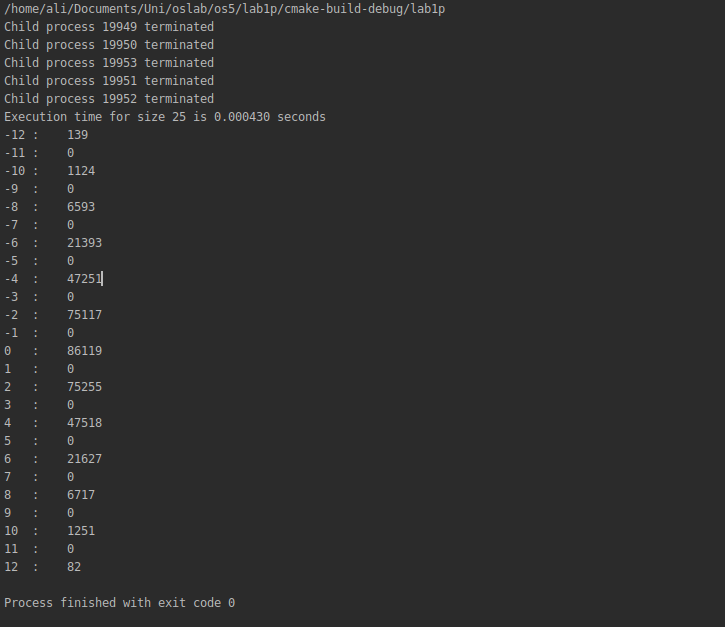 /home/ali/Documents/Uni/oslab/os5/lab1p/cmake-build-debug/lab1p
Child process 19949 terminated
Child process 19950 terminated
Child process 19953 terminated
Child process 19951 terminated
Child process 19952 terminated
Execution time for size 25 is 0.000430 seconds
-12 :    139
-11 :    0
-10 :    1124
-9  :    0
-8  :    6593
-7  :    0
-6  :    21393
-5  :    0
-4  :    47251
-3  :    0
-2  :    75117
-1  :    0
0   :    86119
1   :    0
2   :    75255
3   :    0
4   :    47518
5   :    0
6   :    21627
7   :    0
8   :    6717
9   :    0
10  :    1251
11  :    0
12  :    82
Process finished with exit code 0